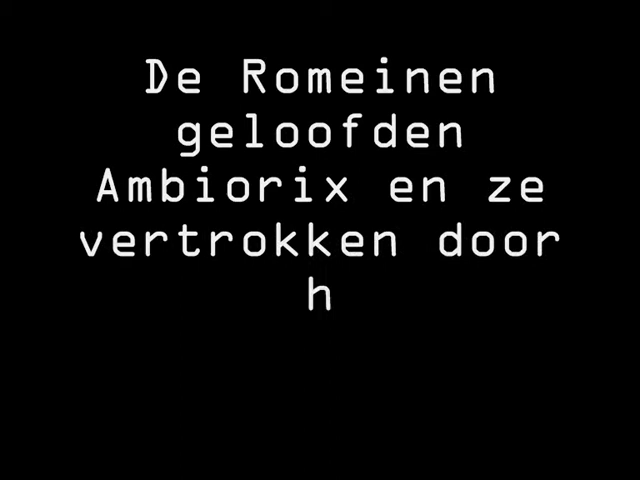 De Romeinen
geloofden
Ambiorix en ze
vertrokken door
h